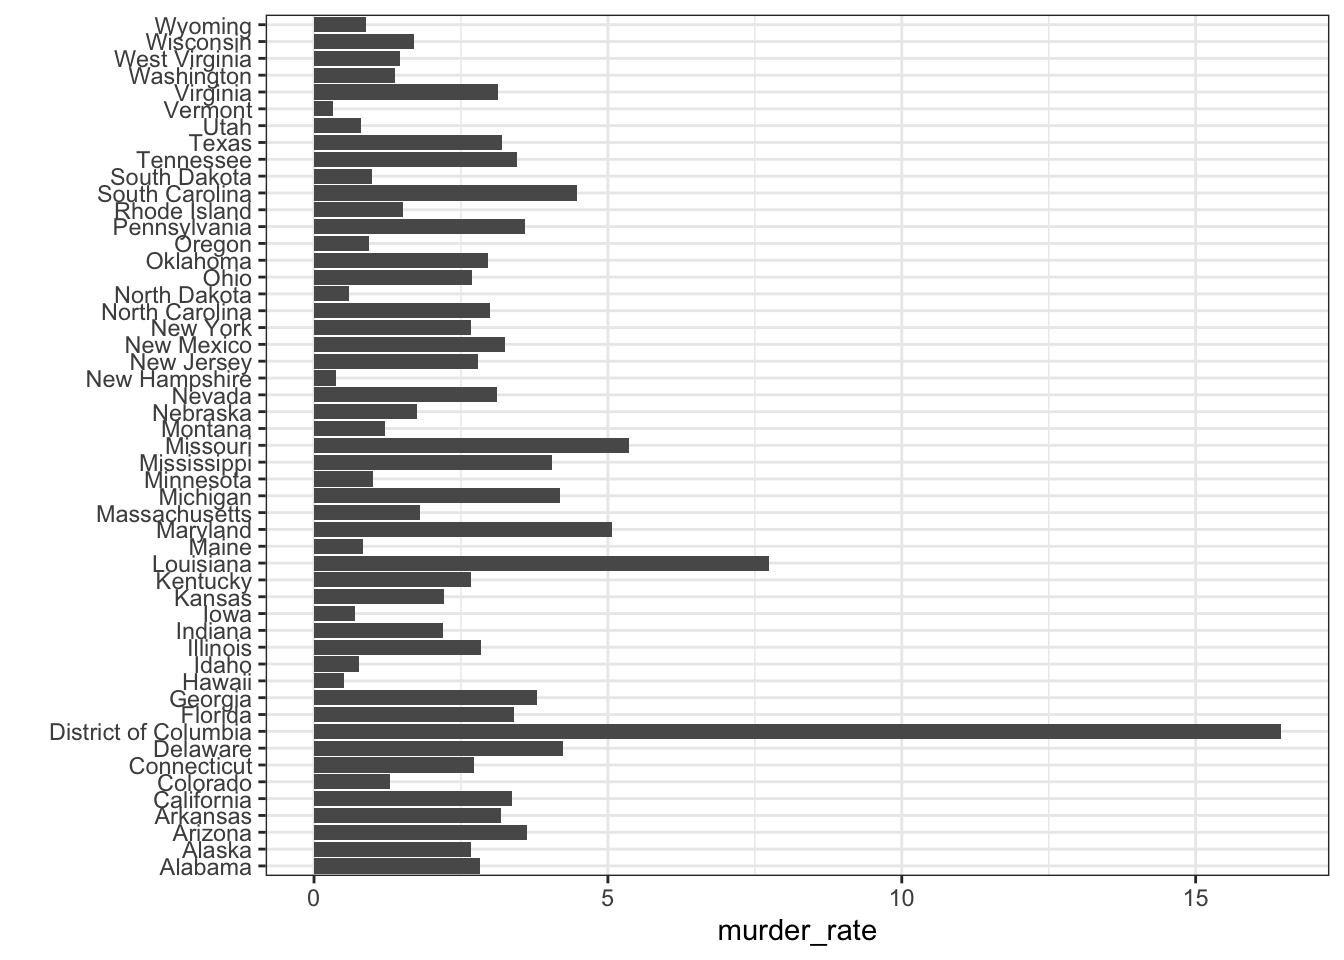 Wyoming
Wisconsin
West Virginia
Washington
Virginia
Vermont
Utah
Texas
Tennessee
South Dakota
South Carolina
Rhode Island
Pennsylvania
Oregon
Oklahoma
Ohio
North Dakota
North Carolina
New York
New Mexico
New Jersey
New Hampshire
Nevada
Nebraska
Montana
Missouri
Mississippi
Minnesota
Michigan
Massachusetts
Maryland
Maine
Louisiana
Kentucky
Kansas
Iowa
Indiana
Illinois
Idaho
Hawaii
Georgia
Florida
District of Columbia
Delaware
Connecticut
Colorado
California
Arkansas
Arizona
Alaska
Alabama
0 5 10 15
murder_rate